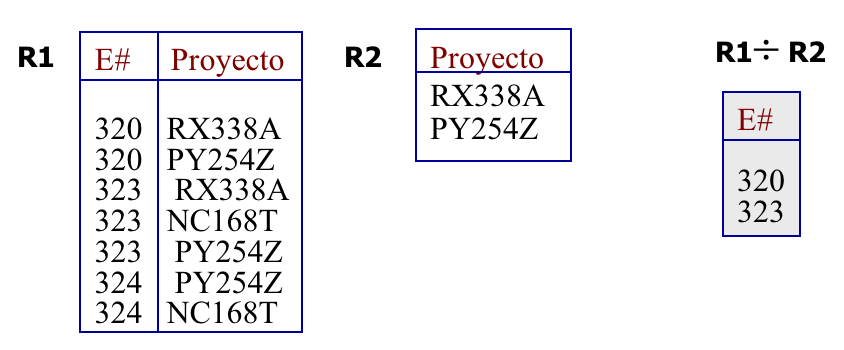 R1
E# Proyecto
320 RX338A
320 PY254Z
323 RX338A
323 NC168T
323 PY254Z
324 PY254Z
324 NC168T
R2
Proyecto
RX338A
PY254Z
R1÷ R2
E#
320
323